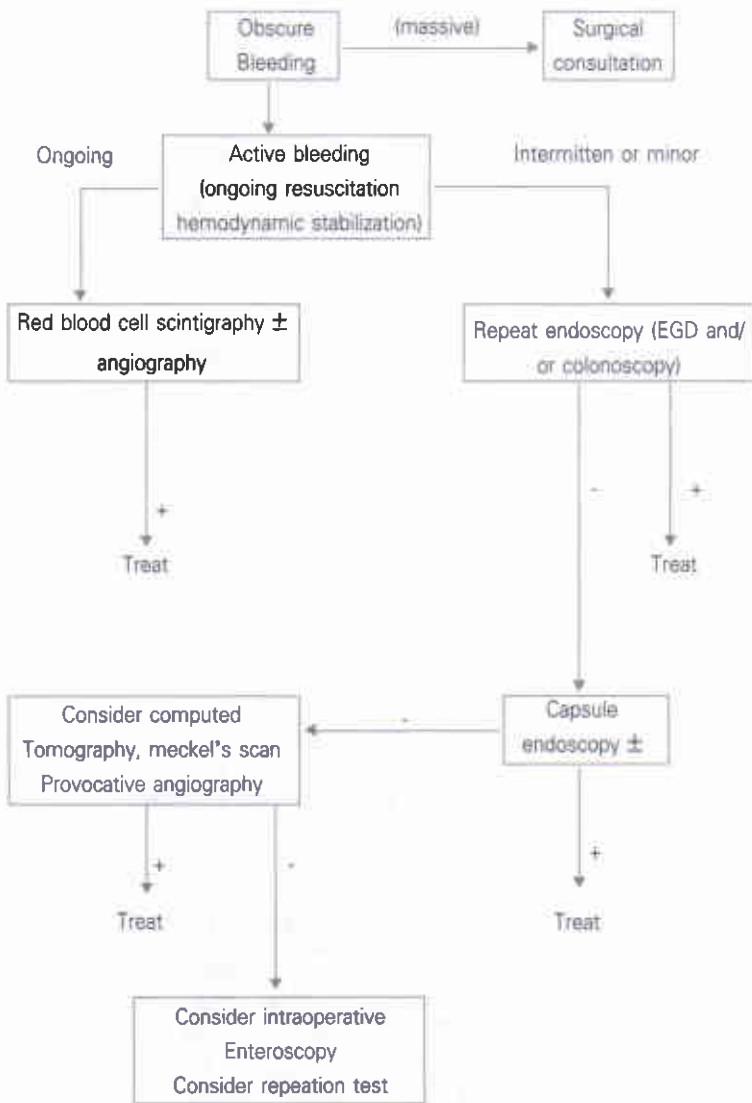 Obscure
Bleeding
(massive)
Surgical
consultation
Ongoing
Active bleeding
(ongoing resuscitation
hemodynamic stabilization)
Intermitten or minor
Red blood cell scintigraphy ±
angiography
Repeat endoscopy (EGD and/
or colonoscopy)
+
Treat
-
+
Treat
Consider computed
Tomography, meckel's scan
Provocative angiography
-
Capsule
endoscopy ±
+
-
Treat
+
Treat
Consider intraoperative
Enteroscopy
Consider repeation test